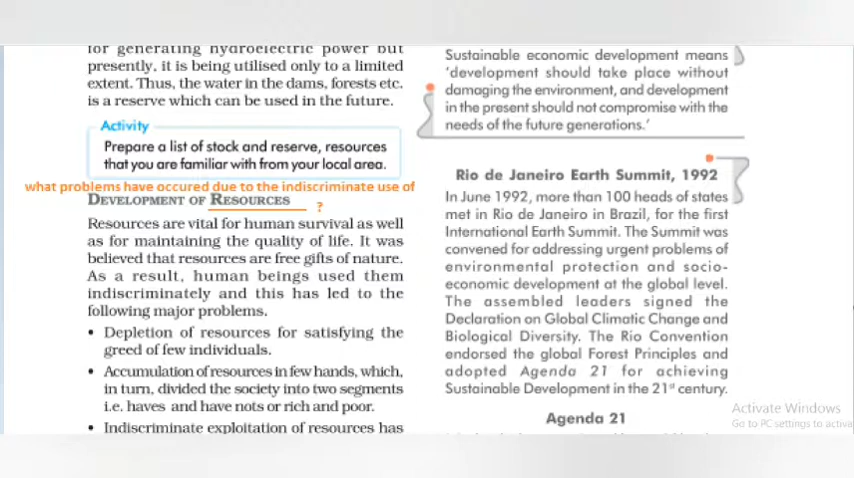 for generating hydroelectric power but
presently, it is being utilised only to a limited
extent. Thus, the water in the dams, forests etc.
is a reserve which can be used in the future.
Activity
Prepare a list of stock and reserve, resources
that you are familiar with from your local area.
what problems have occured due to the indiscriminate use of
DEVELOPMENT OF RESOURCES
?
Resources are vital for human survival as well
as for maintaining the quality of life. It was
believed that resources are free gifts of nature.
As a result, human beings used them
indiscriminately and this has led to the
following major problems.
• Depletion of resources for satisfying the
greed of few individuals.
• Accumulation of resources in few hands, which,
in turn, divided the society into two segments
i.e. haves and have nots or rich and poor.
• Indiscriminate exploitation of resources has
Sustainable economic development means
‘development should take place without
damaging the environment, and development
in the present should not compromise with the
needs of the future generations.’
Rio de Janeiro Earth Summit, 1992
In June 1992, more than 100 heads of states
met in Rio de Janeiro in Brazil, for the first
International Earth Summit. The Summit was
convened for addressing urgent problems of
environmental protection and socio-
economic development at the global level.
The assembled leaders signed the
Declaration on Global Climatic Change and
Biological Diversity. The Rio Convention
endorsed the global Forest Principles and
adopted Agenda 21 for achieving
Sustainable Development in the 21st century.
Agenda 21
Activate Windows
Go to PC settings to activa